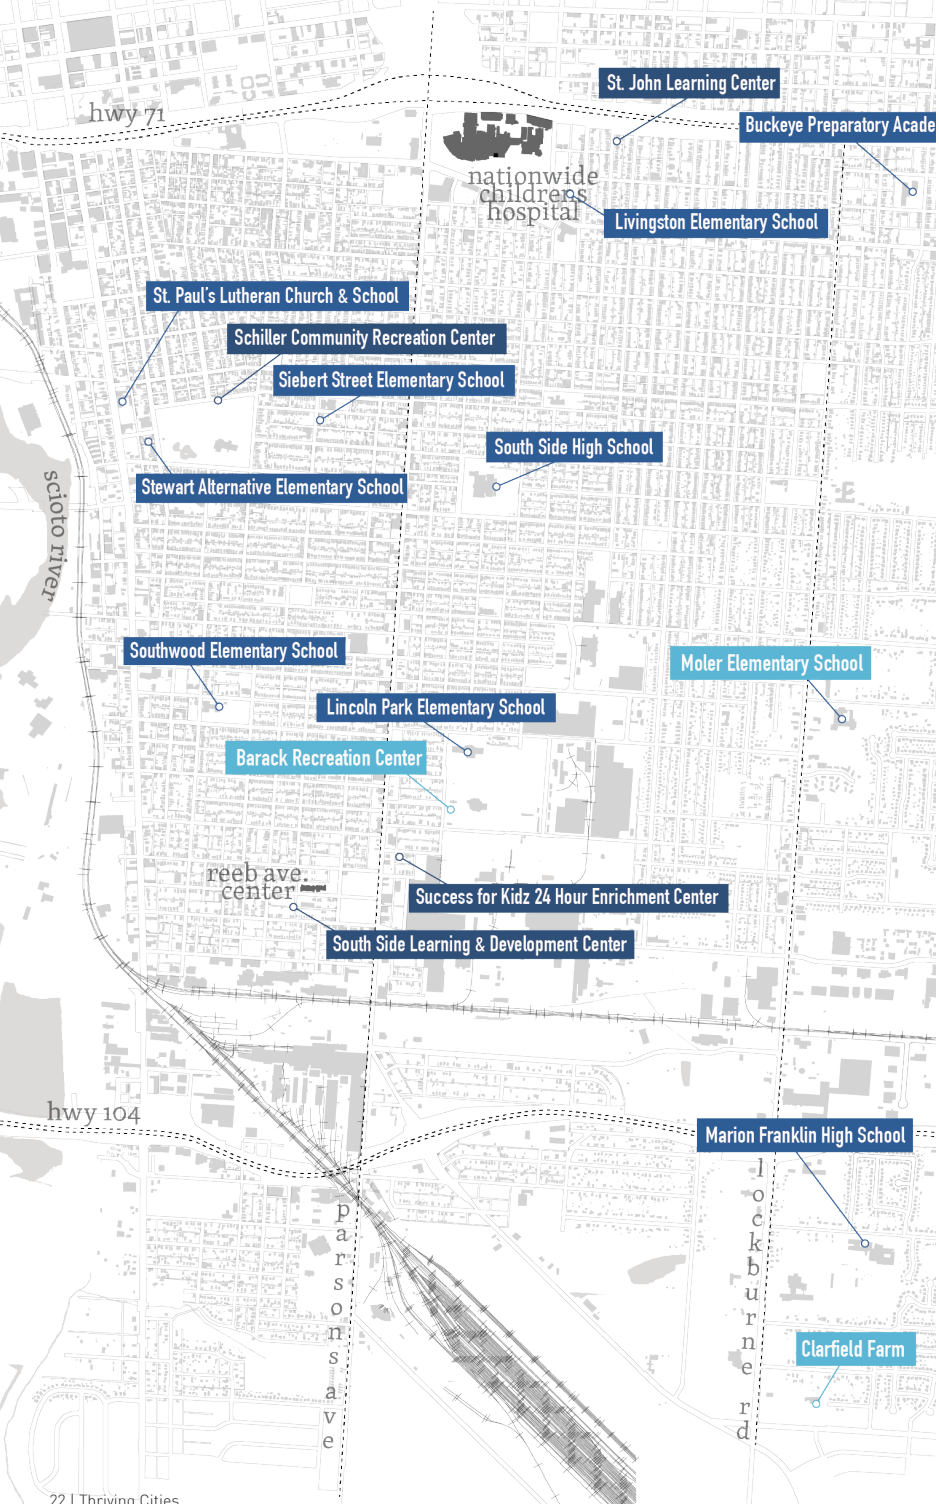 hwy 71
St. John Learning Center
Buckeye Preparatory Acade
nationwide
childrens
hospital
Livingston Elementary School
St. Paul's Lutheran Church & School
Schiller Community Recreation Center
Siebert Street Elementary School
South Side High School
Stewart Alternative Elementary School
scioto river
Southwood Elementary School
Moler Elementary School
Lincoln Park Elementary School
Barack Recreation Center
reeb ave.
center
Success for Kidz 24 Hour Enrichment Center
South Side Learning & Development Center
hwy 104
Marion Franklin High School
parsons ave
lockburne rd
Clarfield Farm
22 | Thriving Cities